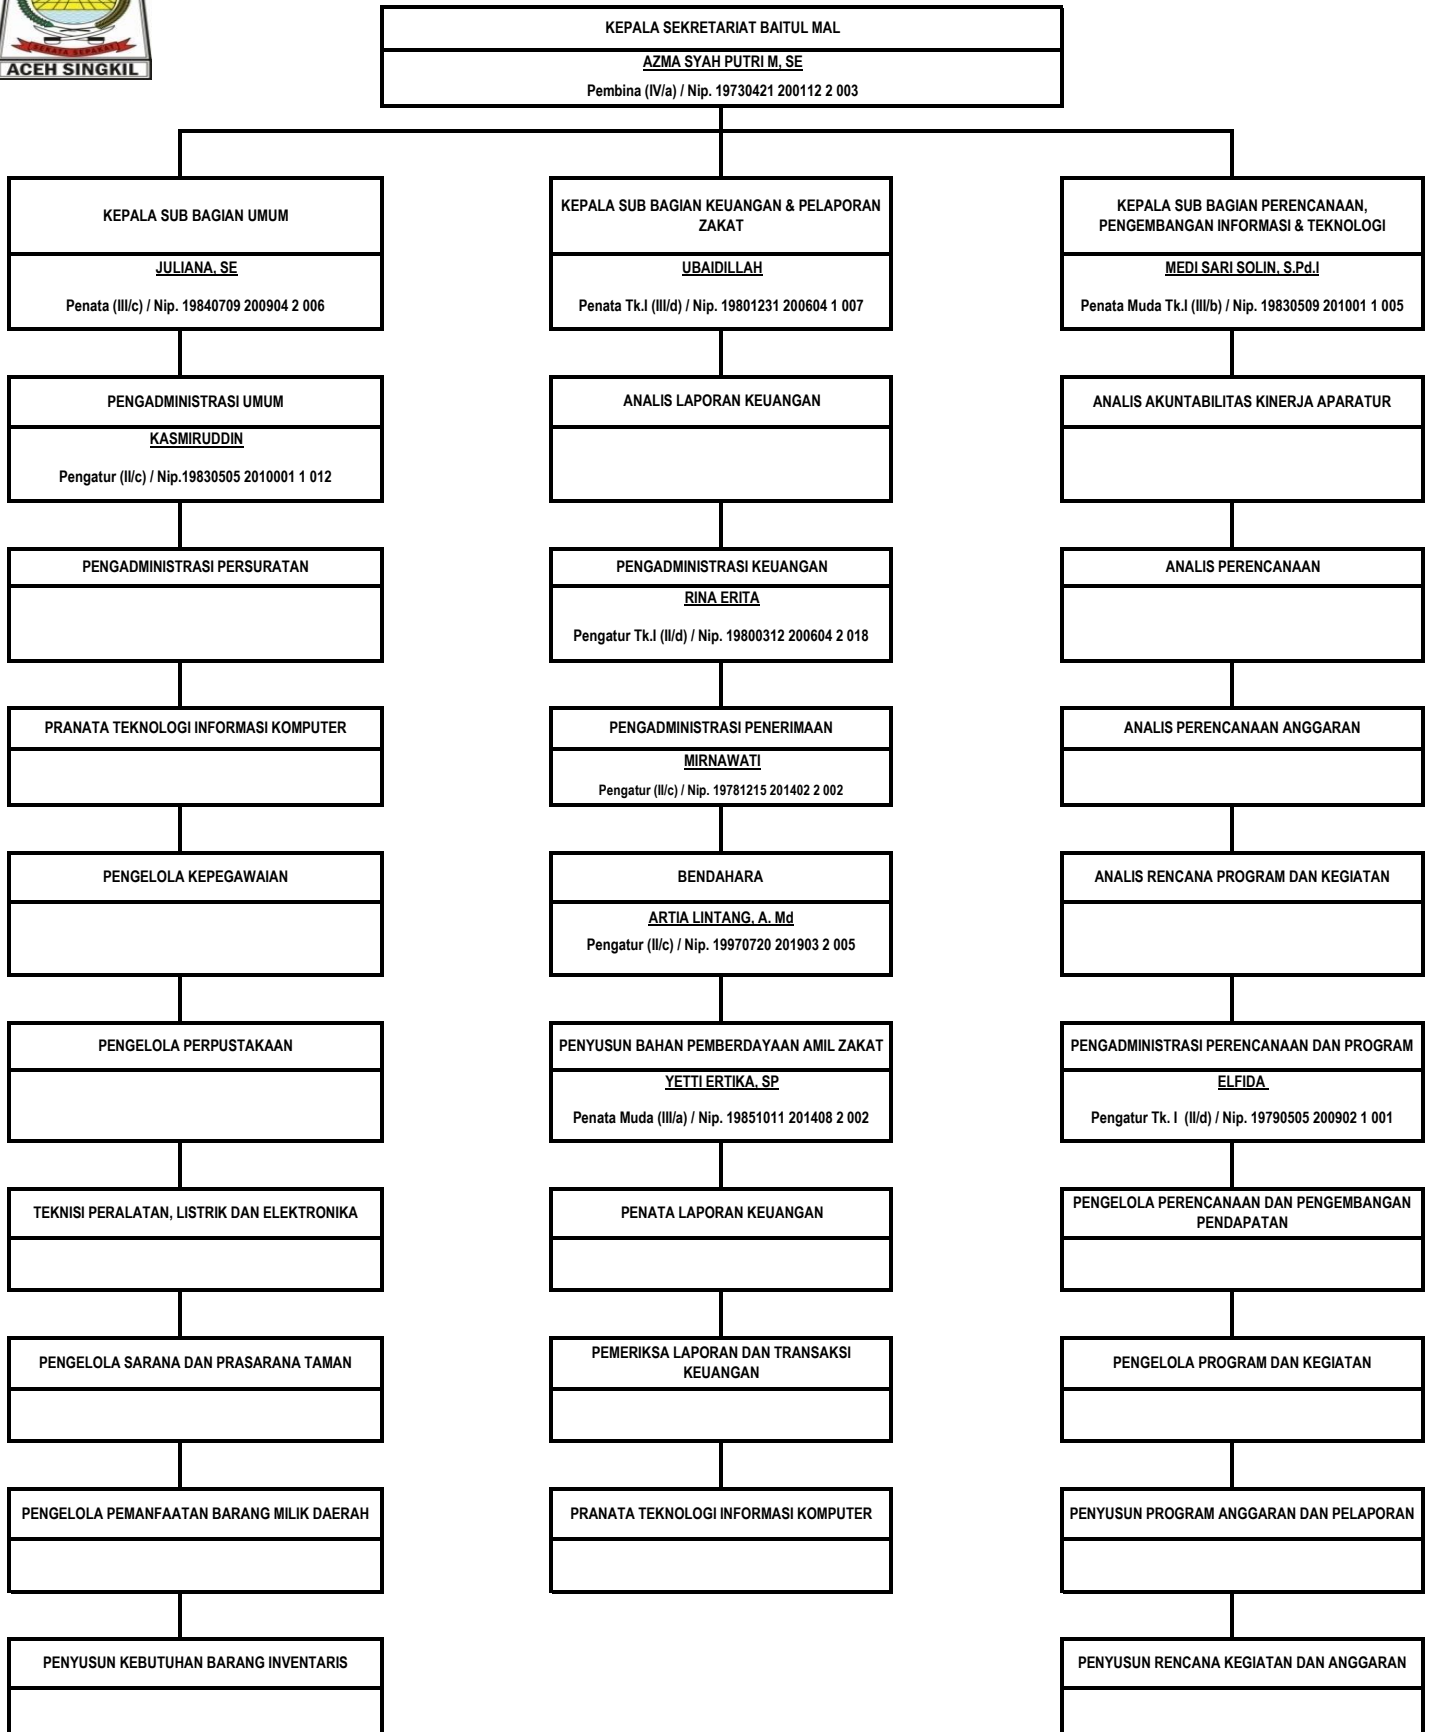 SEKATA SEPAKAT
ACEH SINGKIL
KEPALA SEKRETARIAT BAITUL MAL
AZMA SYAH PUTRI M, SE
Pembina (IV/a) / Nip. 19730421 200112 2 003
KEPALA SUB BAGIAN UMUM
JULIANA, SE
Penata (III/c) / Nip. 19840709 200904 2 006
PENGADMINISTRASI UMUM
KASMIRUDDIN
Pengatur (II/c) / Nip.19830505 2010001 1 012
PENGADMINISTRASI PERSURATAN
PRANATA TEKNOLOGI INFORMASI KOMPUTER
PENGELOLA KEPEGAWAIAN
PENGELOLA PERPUSTAKAAN
TEKNISI PERALATAN, LISTRIK DAN ELEKTRONIKA
PENGELOLA SARANA DAN PRASARANA TAMAN
PENGELOLA PEMANFAATAN BARANG MILIK DAERAH
PENYUSUN KEBUTUHAN BARANG INVENTARIS
KEPALA SUB BAGIAN KEUANGAN & PELAPORAN
ZAKAT
UBAIDILLAH
Penata Tk.I (III/d) / Nip. 19801231 200604 1 007
ANALIS LAPORAN KEUANGAN
PENGADMINISTRASI KEUANGAN
RINA ERITA
Pengatur Tk.I (II/d) / Nip. 19800312 200604 2 018
PENGADMINISTRASI PENERIMAAN
MIRNAWATI
Pengatur (II/c) / Nip. 19781215 201402 2 002
BENDAHARA
ARTIA LINTANG, A. Md
Pengatur (II/c) / Nip. 19970720 201903 2 005
PENYUSUN BAHAN PEMBERDAYAAN AMIL ZAKAT
YETTI ERTIKA, SP
Penata Muda (III/a) / Nip. 19851011 201408 2 002
PENATA LAPORAN KEUANGAN
PEMERIKSA LAPORAN DAN TRANSAKSI
KEUANGAN
PRANATA TEKNOLOGI INFORMASI KOMPUTER
KEPALA SUB BAGIAN PERENCANAAN,
PENGEMBANGAN INFORMASI & TEKNOLOGI
MEDI SARI SOLIN, S.Pd.I
Penata Muda Tk.I (III/b) / Nip. 19830509 201001 1 005
ANALIS AKUNTABILITAS KINERJA APARATUR
ANALIS PERENCANAAN
ANALIS PERENCANAAN ANGGARAN
ANALIS RENCANA PROGRAM DAN KEGIATAN
PENGADMINISTRASI PERENCANAAN DAN PROGRAM
ELFIDA
Pengatur Tk. I (II/d) / Nip. 19790505 200902 1 001
PENGELOLA PERENCANAAN DAN PENGEMBANGAN
PENDAPATAN
PENGELOLA PROGRAM DAN KEGIATAN
PENYUSUN PROGRAM ANGGARAN DAN PELAPORAN
PENYUSUN RENCANA KEGIATAN DAN ANGGARAN